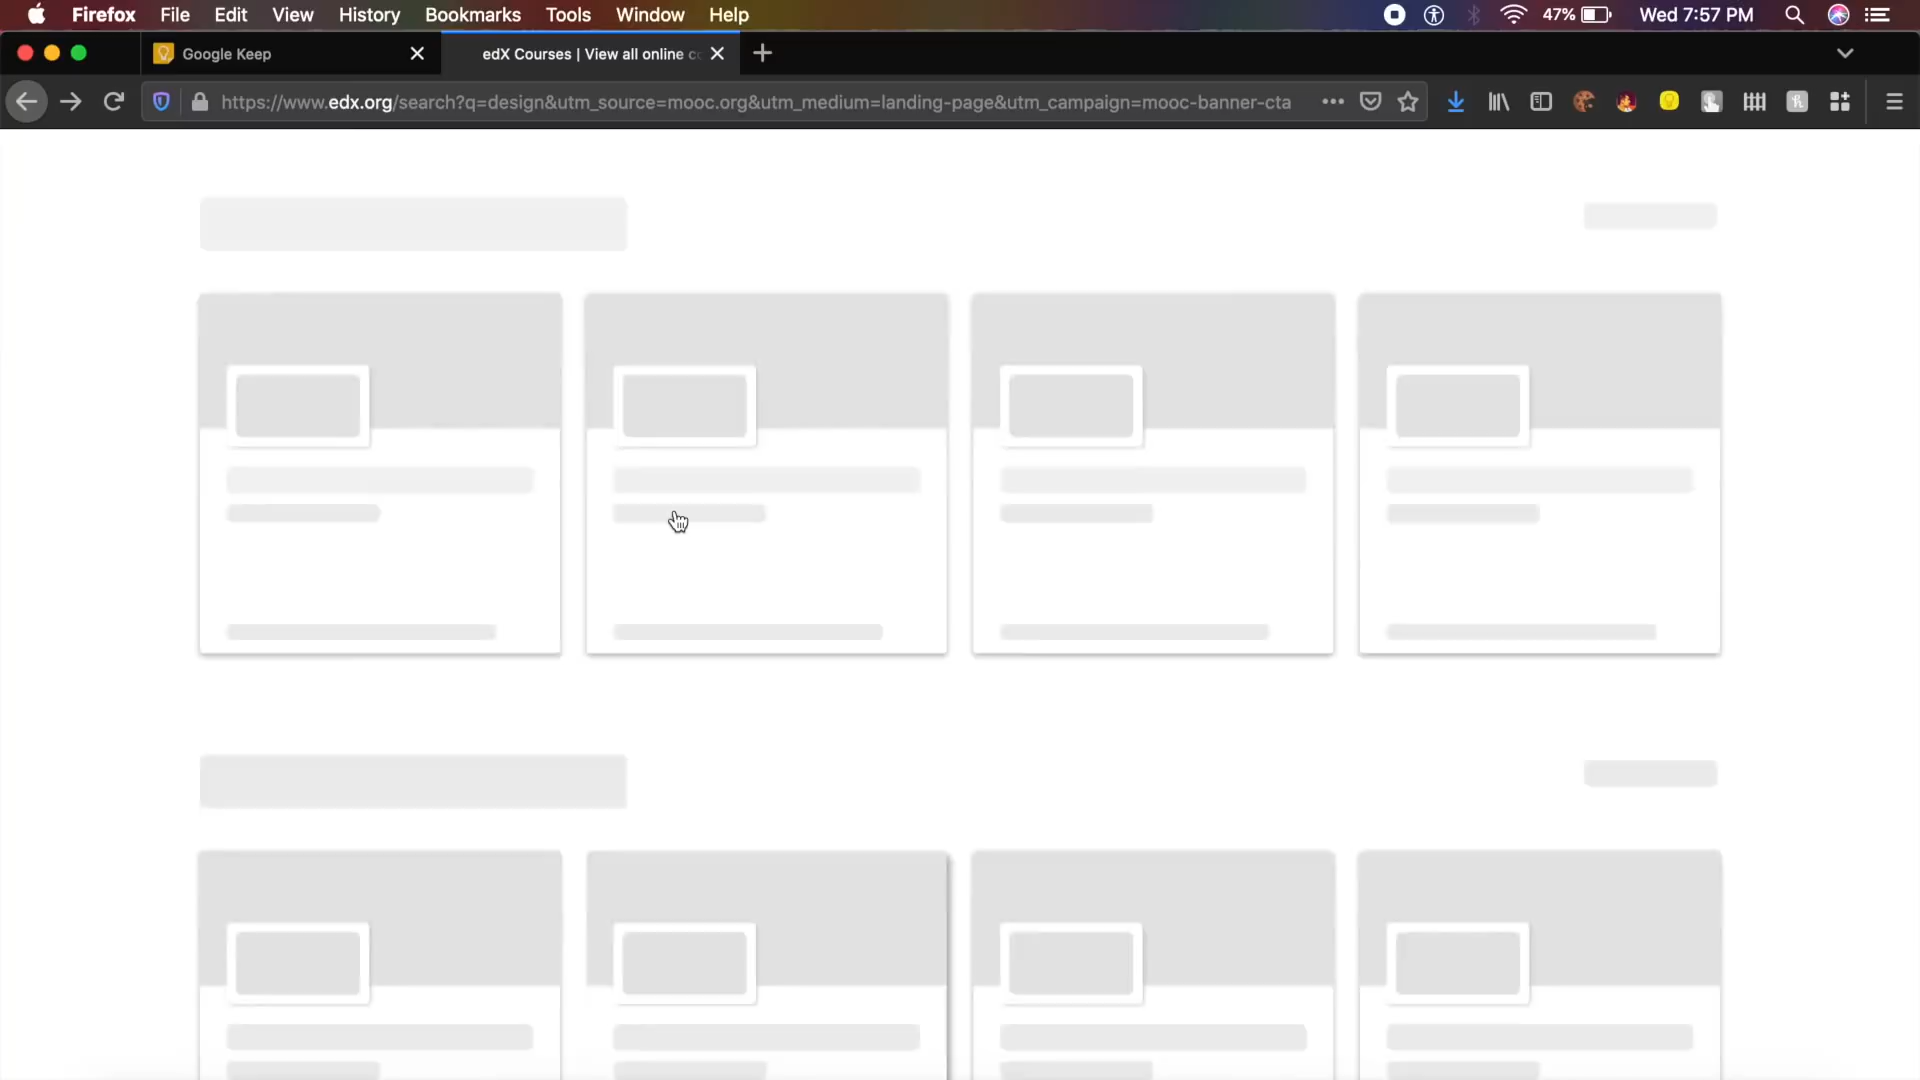 Firefox File Edit View History Bookmarks Tools Window Help 47% Wed 7:57 PM
Google Keep edX Courses | View all online c
https://www.edx.org/search?q=design&utm_source=mooc.org&utm_medium=landing-page&utm_campaign=mooc-banner-cta